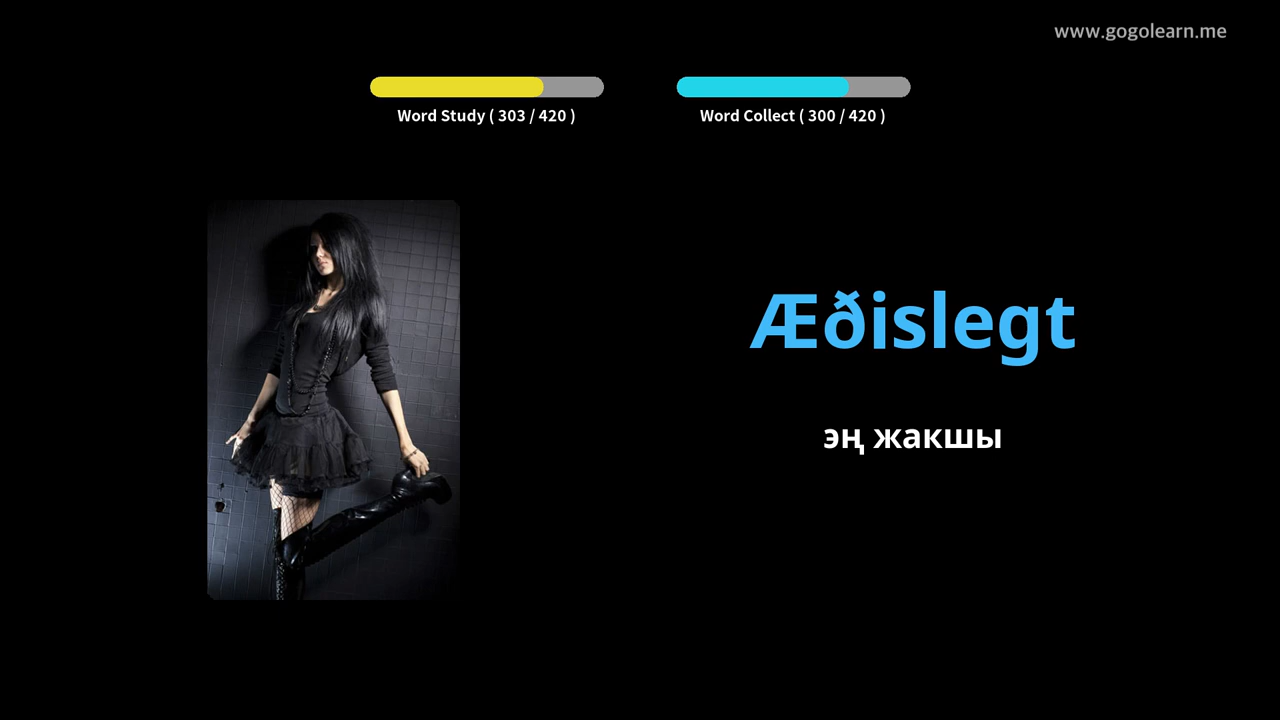 www.gogolearn.me
Word Study ( 303 / 420 )
Word Collect ( 300 / 420 )
Æðislegt
эң жакшы